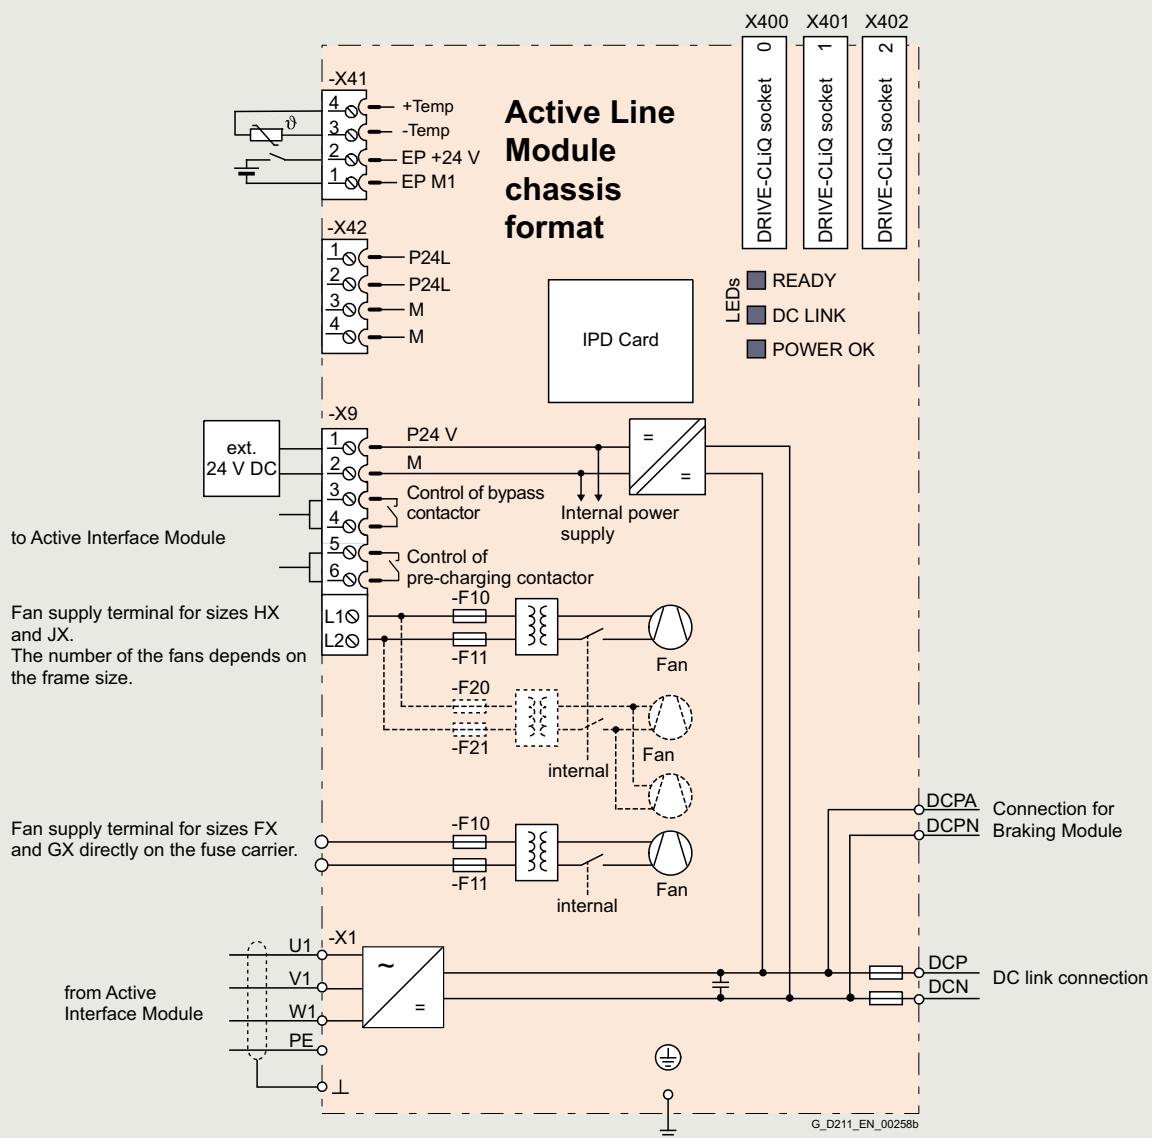 X400 X401 X402
0 1 2
DRIVE-CLiQ socket
DRIVE-CLiQ socket
DRIVE-CLiQ socket
-X41
4 +Temp
3 -Temp
ϑ
2 EP +24 V
1 EP M1
Active Line
Module
chassis
format
-X42
1 P24L
2 P24L
3 M
4 M
LEDs
READY
DC LINK
POWER OK
IPD Card
-X9
ext.
24 V DC
1 P24 V
2 M
3
4
Control of bypass
contactor
= =
Internal power
supply
to Active Interface Module
5
6
Control of
pre-charging contactor
Fan supply terminal for sizes HX
and JX.
The number of the fans depends on
the frame size.
L1
L2
-F10
-F11
Fan
-F20
-F21
Fan
internal
Fan supply terminal for sizes FX
and GX directly on the fuse carrier.
-F10
-F11
Fan
internal
DCPA
DCPN
Connection for
Braking Module
-X1
U1
V1
W1
PE
from Active
Interface Module
~ =
DCP
DCN
DC link connection
G_D211_EN_00258b